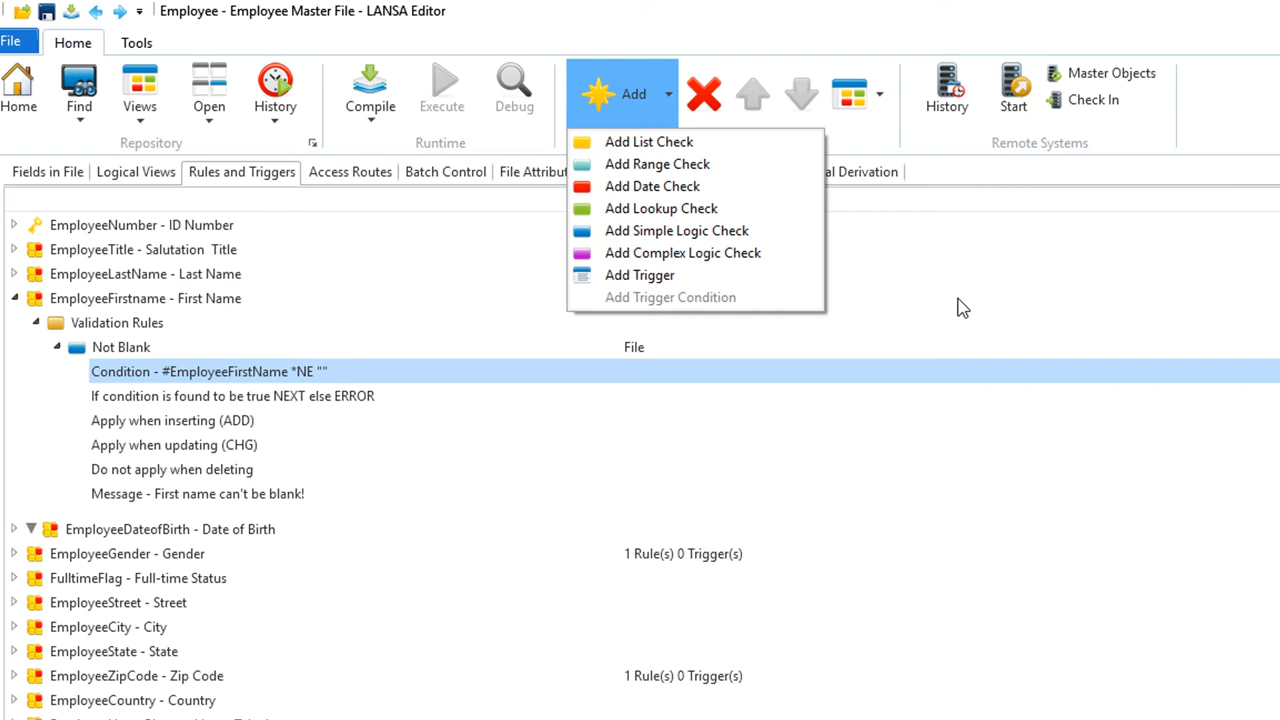 Employee - Employee Master File - LANSA Editor
File Home Tools
Home Find Views Open History Compile Execute Debug Add History Start Master Objects
Check In
Repository Runtime Remote Systems
Fields in File Logical Views Rules and Triggers Access Routes Batch Control File Attribu al Derivation
Add List Check
Add Range Check
Add Date Check
Add Lookup Check
Add Simple Logic Check
Add Complex Logic Check
Add Trigger
Add Trigger Condition
EmployeeNumber - ID Number
EmployeeTitle - Salutation Title
EmployeeLastName - Last Name
EmployeeFirstname - First Name
Validation Rules
Not Blank File
Condition - #EmployeeFirstName *NE ""
If condition is found to be true NEXT else ERROR
Apply when inserting (ADD)
Apply when updating (CHG)
Do not apply when deleting
Message - First name can't be blank!
EmployeeDateofBirth - Date of Birth
EmployeeGender - Gender 1 Rule(s) 0 Trigger(s)
FulltimeFlag - Full-time Status
EmployeeStreet - Street
EmployeeCity - City
EmployeeState - State
EmployeeZipCode - Zip Code 1 Rule(s) 0 Trigger(s)
EmployeeCountry - Country